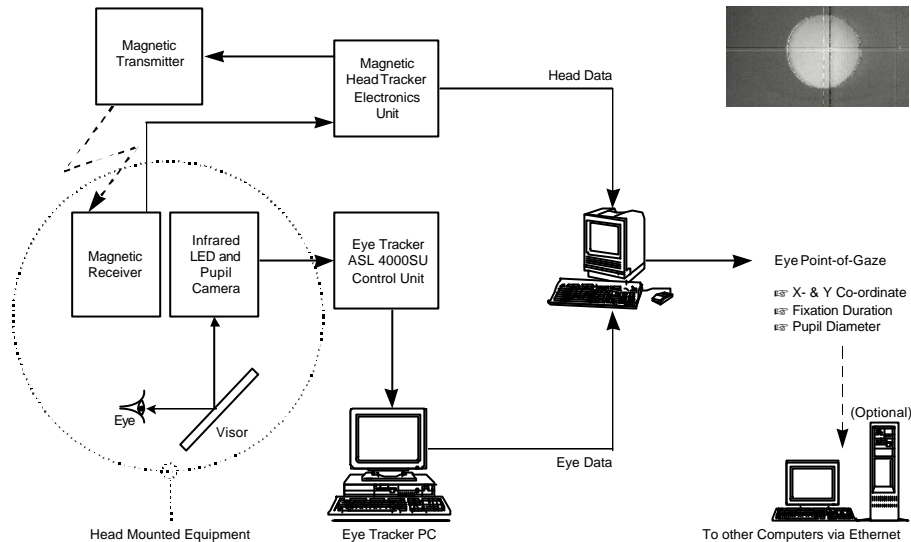 Magnetic
Transmitter
Magnetic
Head Tracker
Electronics
Unit
Head Data
Magnetic
Receiver
Infrared
LED and
Pupil
Camera
Eye Tracker
ASL 4000SU
Control Unit
Eye Point-of-Gaze
☞ X- & Y Co-ordinate
☞ Fixation Duration
☞ Pupil Diameter
Eye
Visor
(Optional)
Eye Data
Head Mounted Equipment
Eye Tracker PC
To other Computers via Ethernet